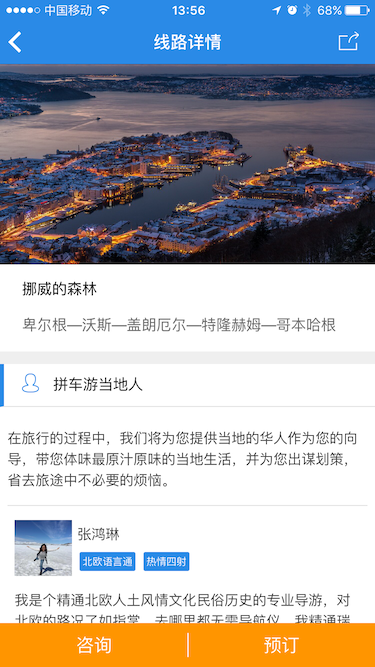 中国移动 13:56 68%
线路详情
挪威的森林
卑尔根—沃斯—盖朗厄尔—特隆赫姆—哥本哈根
拼车游当地人
在旅行的过程中，我们将为您提供当地的华人作为您的向
导，带您体味最原汁原味的当地生活，并为您出谋划策，
省去旅途中不必要的烦恼。
张鸿琳
北欧语言通 热情四射
我是个精通北欧人土风情文化民俗历史的专业导游，对
北欧的路况了如指掌，去哪里都无需导航仪，我精通瑞
咨询 预订